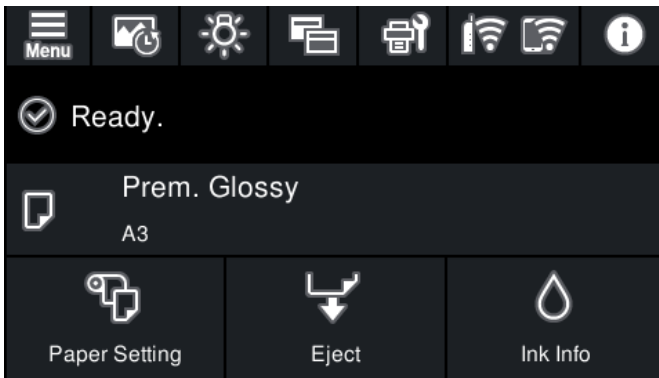 Menu
Ready.
Prem. Glossy
A3
Paper Setting
Eject
Ink Info